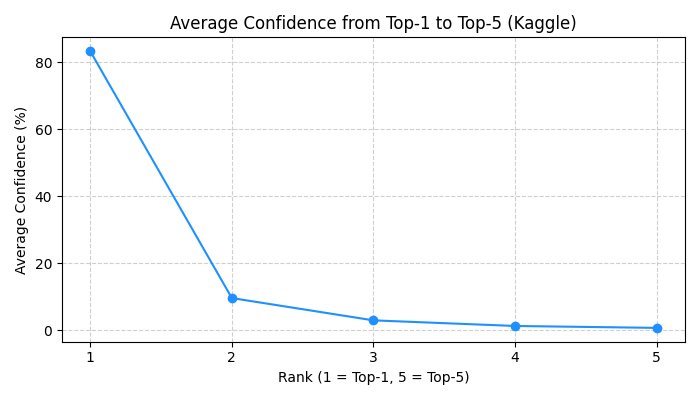 Average Confidence from Top-1 to Top-5 (Kaggle)
Average Confidence (%)
80
60
40
20
0
1 2 3 4 5
Rank (1 = Top-1, 5 = Top-5)